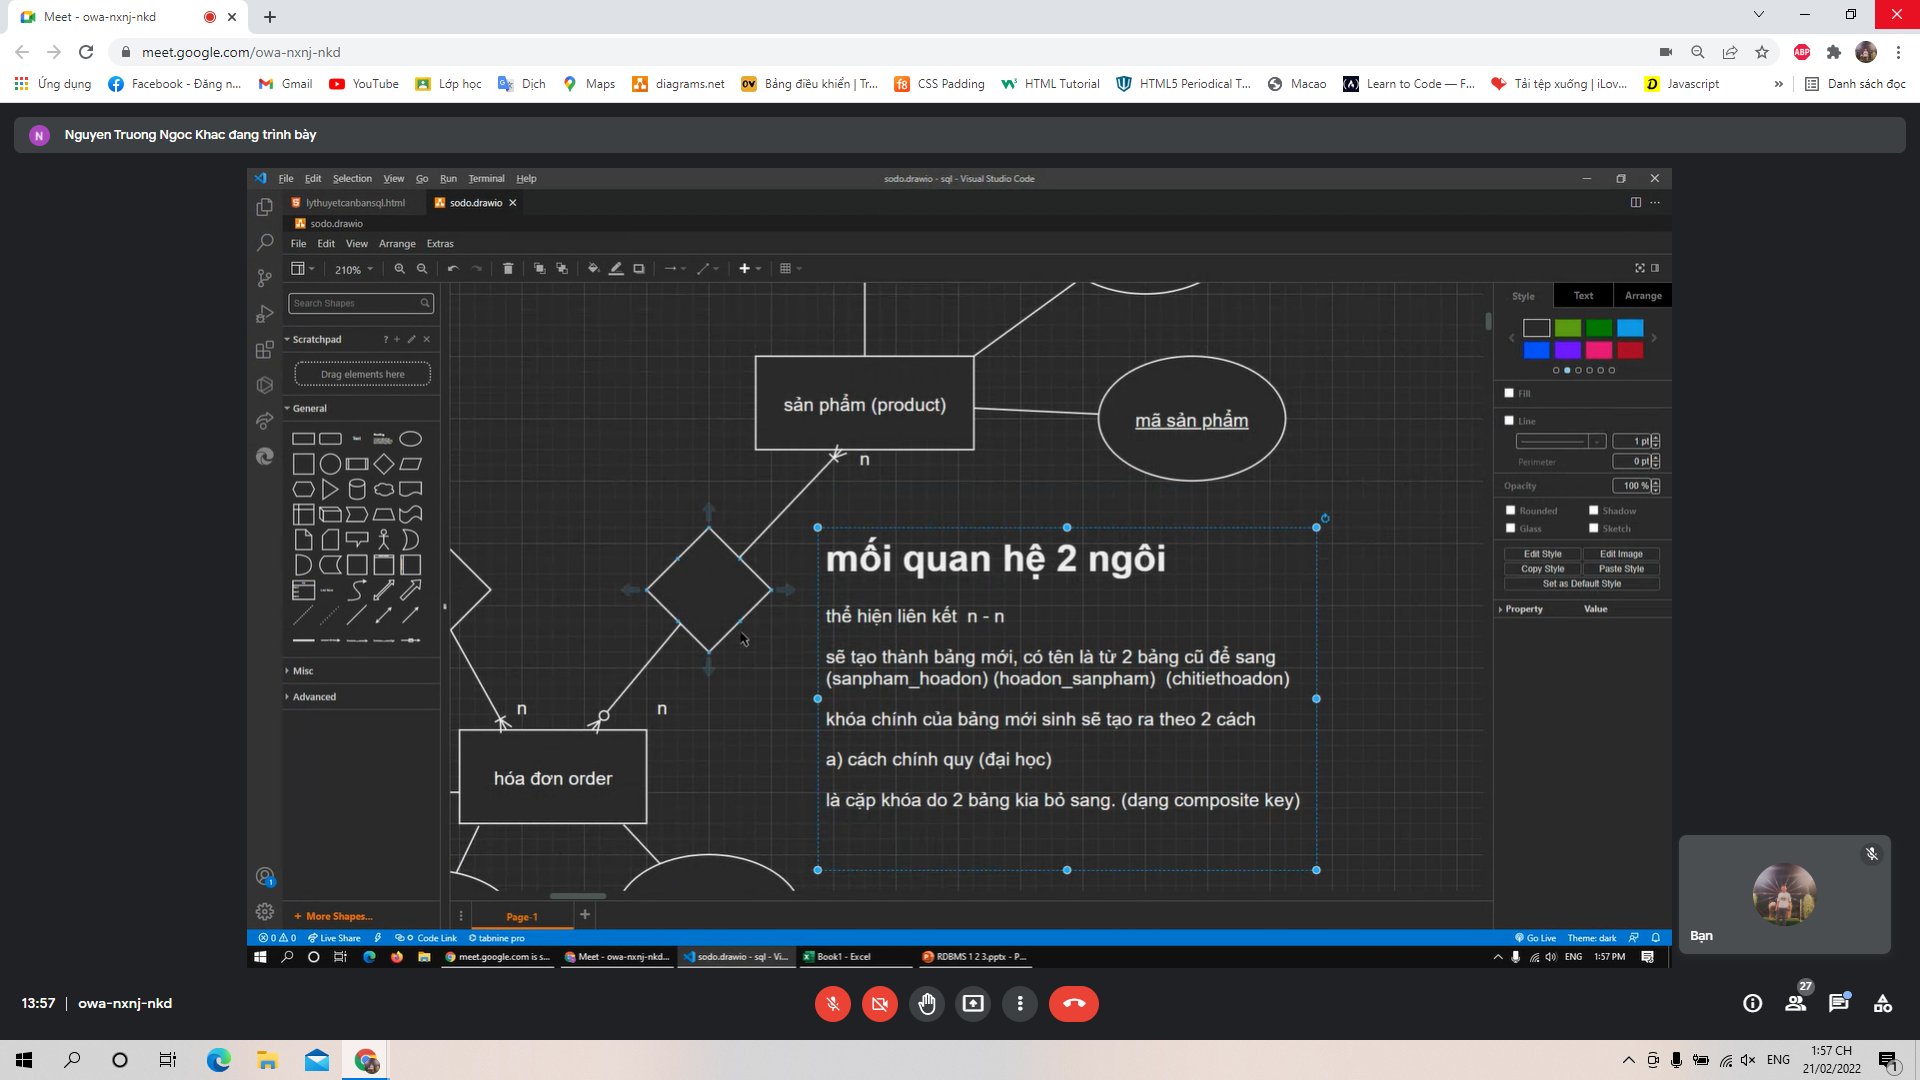 Meet - owa-nxnj-nkd
meet.google.com/owa-nxnj-nkd
Ứng dụng
Facebook - Đăng n...
Gmail
YouTube
Lớp học
Dịch
Maps
diagrams.net
Bảng điều khiển | Tr...
CSS Padding
HTML Tutorial
HTML5 Periodical T...
Macao
Learn to Code — F...
Tải tệp xuống | iLov...
Javascript
»
Danh sách đọc
N
Nguyen Truong Ngoc Khac đang trình bày
File Edit Selection View Go Run Terminal Help
sodo.drawio - sql - Visual Studio Code
lythuyetcanbansql.html
sodo.drawio
sodo.drawio
File Edit View Arrange Extras
210%
Search Shapes
Scratchpad
Drag elements here
General
Misc
Advanced
+ More Shapes...
sản phẩm (product)
mã sản phẩm
n
mối quan hệ 2 ngôi
thể hiện liên kết n - n
sẽ tạo thành bảng mới, có tên là từ 2 bảng cũ để sang
(sanpham_hoadon) (hoadon_sanpham) (chitiethoadon)
khóa chính của bảng mới sinh sẽ tạo ra theo 2 cách
a) cách chính quy (đại học)
là cặp khóa do 2 bảng kia bỏ sang. (dạng composite key)
n
n
hóa đơn order
Page-1
Style Text Arrange
Fill
Line
1 pt
Perimeter
0 pt
Opacity
100 %
Rounded
Shadow
Glass
Sketch
Edit Style
Edit Image
Copy Style
Paste Style
Set as Default Style
Property Value
0 0
Live Share
Code Link
tabnine pro
Go Live
Theme: dark
meet.google.com is s...
Meet - owa-nxnj-nkd...
sodo.drawio - sql - Vi...
Book1 - Excel
RDBMS 1 2 3.pptx - P...
ENG
1:57 PM
Bạn
13:57 | owa-nxnj-nkd
27
ENG
1:57 CH
21/02/2022
1